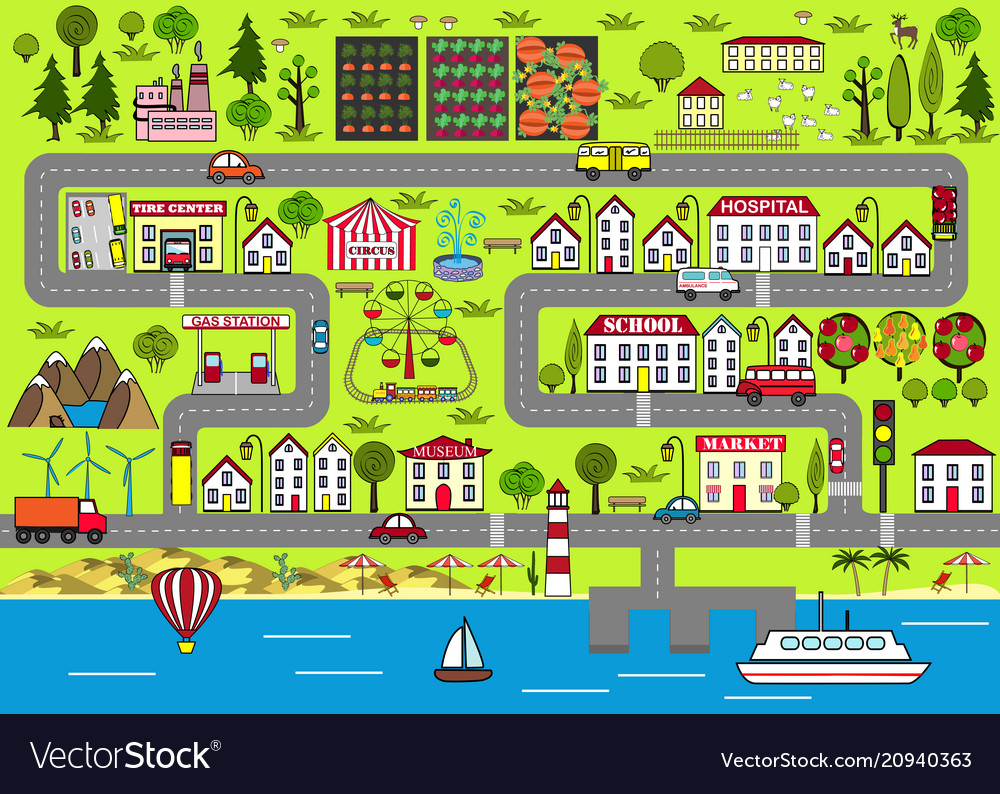 TIRE CENTER
CIRCUS
HOSPITAL
AMBULANCE
GAS STATION
SCHOOL
MUSEUM
MARKET
VectorStock®
VectorStock.com/20940363